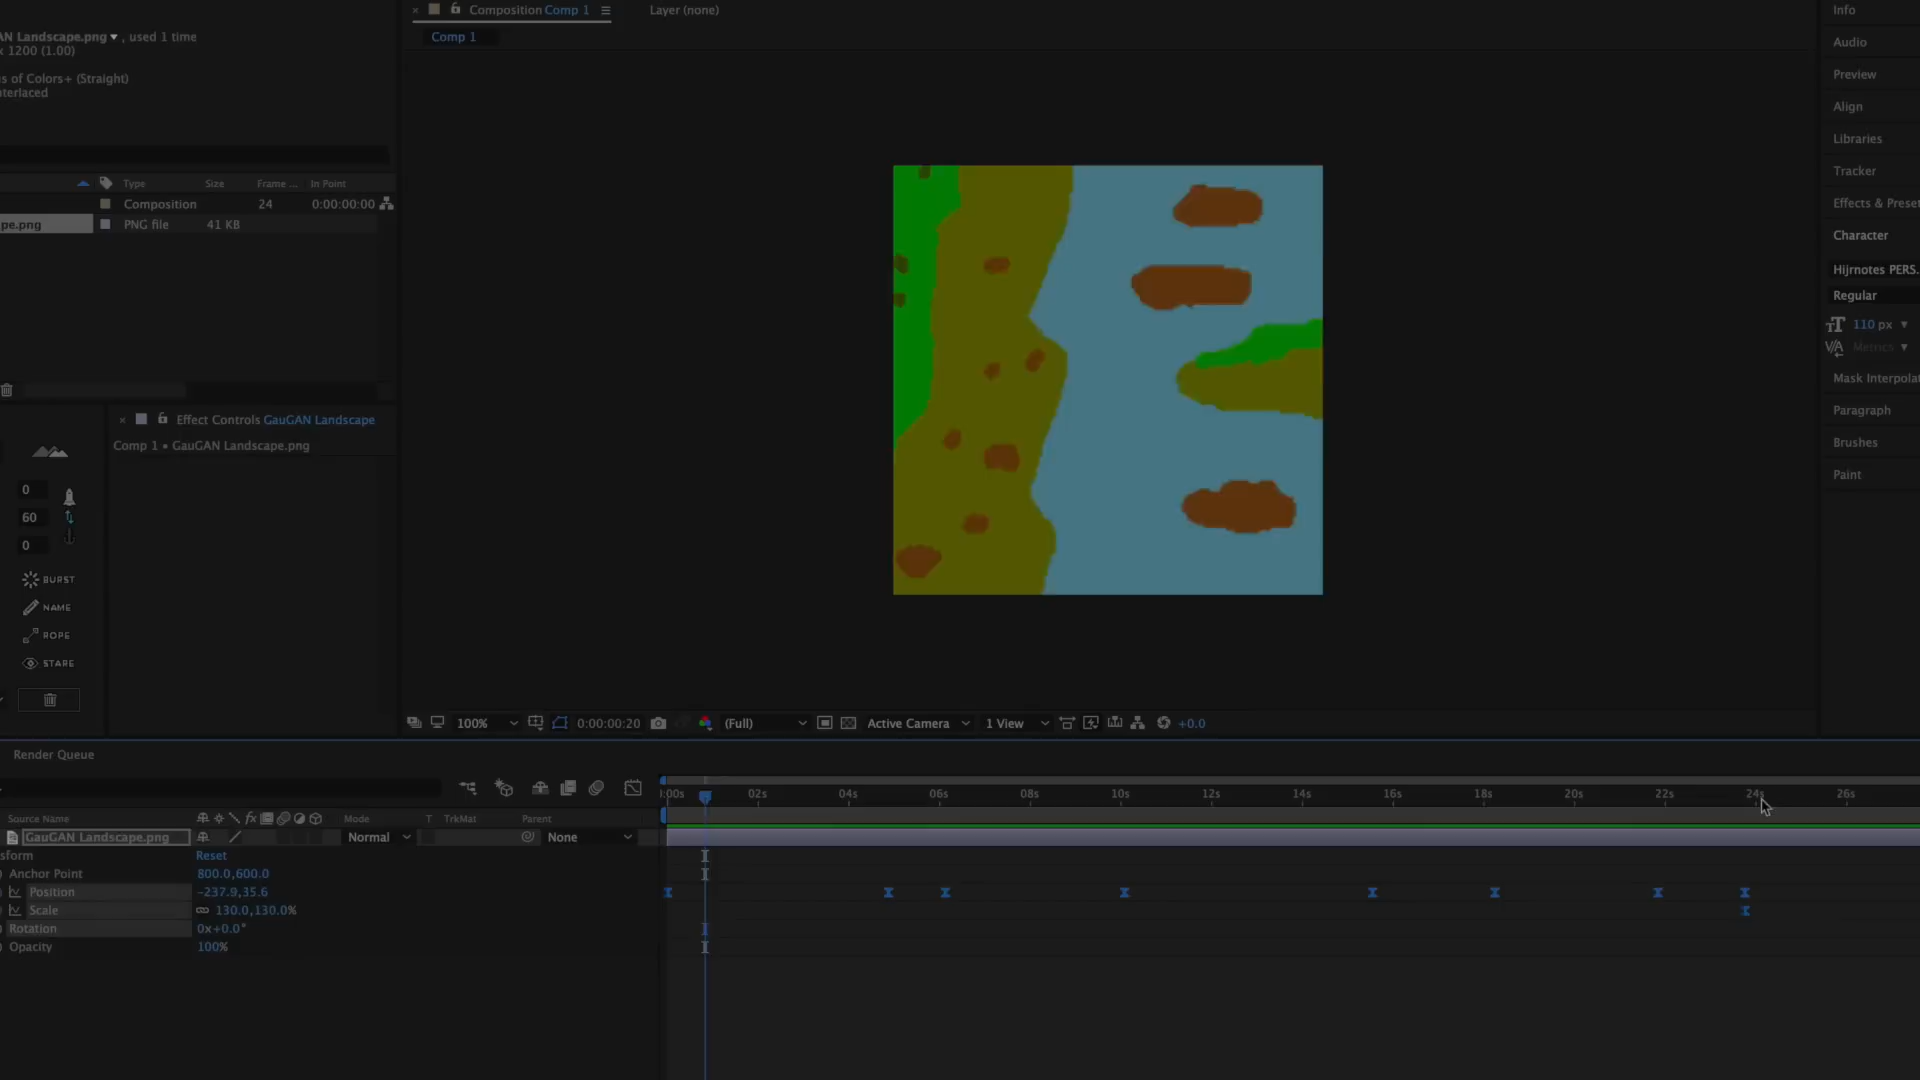 Composition Comp 1
Layer (none)
Info
AN Landscape.png ▾ , used 1 time
x 1200 (1.00)
Comp 1
Audio
s of Colors+ (Straight)
nterlaced
Preview
Align
Libraries
Tracker
Type Size Frame ... In Point
Composition 24 0:00:00:00
pe.png PNG file 41 KB
Effects & Prese
Character
Hijrnotes PERS.
Regular
110 px
Metrics
Mask Interpola
Paragraph
Brushes
Paint
Effect Controls GauGAN Landscape
Comp 1 • GauGAN Landscape.png
0
60
0
BURST
NAME
ROPE
STARE
100% 0:00:00:20 (Full) Active Camera 1 View +0.0
Render Queue
:00s 02s 04s 06s 08s 10s 12s 14s 16s 18s 20s 22s 24s 26s
Source Name fx Mode T TrkMat Parent
GauGAN Landscape.png Normal None
sform Reset
Anchor Point 800.0,600.0
Position -237.9,35.6
Scale 130.0,130.0%
Rotation 0x+0.0°
Opacity 100%